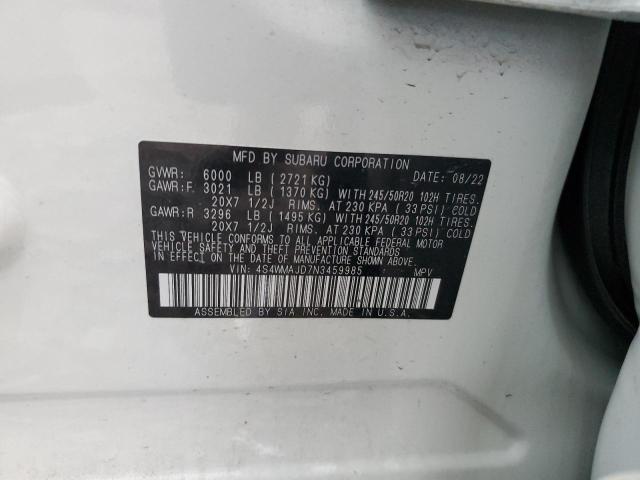 MFD BY SUBARU CORPORATION DATE: 08/22
GVWR: 6000 LB (2721 KG)
GAWR:F. 3021 LB (1370 KG) WITH 245/50R20 102H TIRES.
20X7 1/2J RIMS. AT 230 KPA (33 PSI) COLD
GAWR:R 3296 LB (1495 KG) WITH 245/50R20 102H TIRES.
20X7 1/2J RIMS. AT 230 KPA (33 PSI) COLD
THIS VEHICLE CONFORMS TO ALL APPLICABLE FEDERAL MOTOR
VEHICLE SAFETY AND THEFT PREVENTION STANDARDS
IN EFFECT ON THE DATE OF MANUFACTURE SHOWN ABOVE.
VIN: 4S4WMAJD7N3459985 MPV
ASSEMBLED BY SIA INC. MADE IN U.S.A.